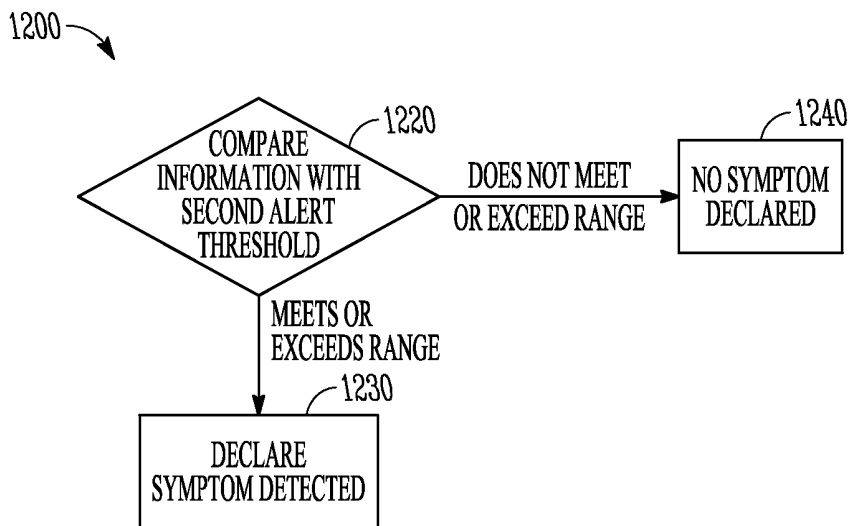 1200
1220
COMPARE
INFORMATION WITH
SECOND ALERT
THRESHOLD
DOES NOT MEET
OR EXCEED RANGE
1240
NO SYMPTOM
DECLARED
MEETS OR
EXCEEDS RANGE
1230
DECLARE
SYMPTOM DETECTED